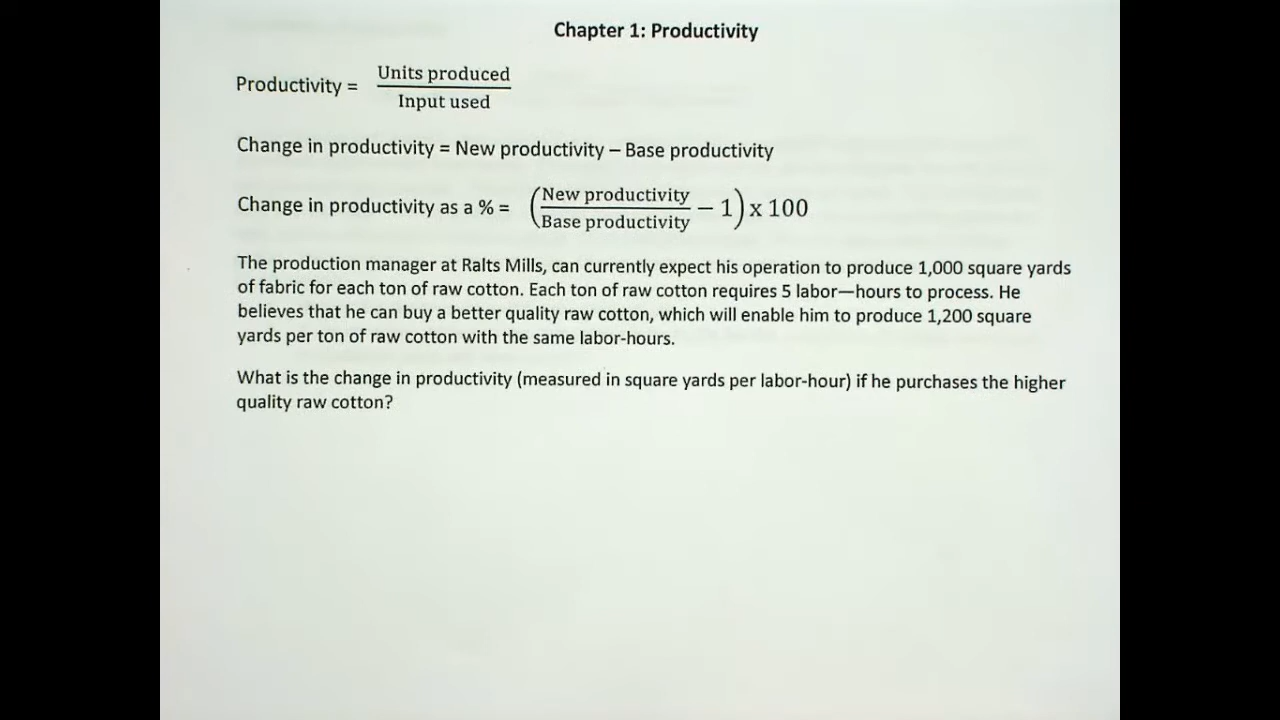 Chapter 1: Productivity
Productivity = Units produced / Input used
Change in productivity = New productivity – Base productivity
Change in productivity as a % = (New productivity / Base productivity − 1) x 100
The production manager at Ralts Mills, can currently expect his operation to produce 1,000 square yards
of fabric for each ton of raw cotton. Each ton of raw cotton requires 5 labor—hours to process. He
believes that he can buy a better quality raw cotton, which will enable him to produce 1,200 square
yards per ton of raw cotton with the same labor-hours.
What is the change in productivity (measured in square yards per labor-hour) if he purchases the higher
quality raw cotton?